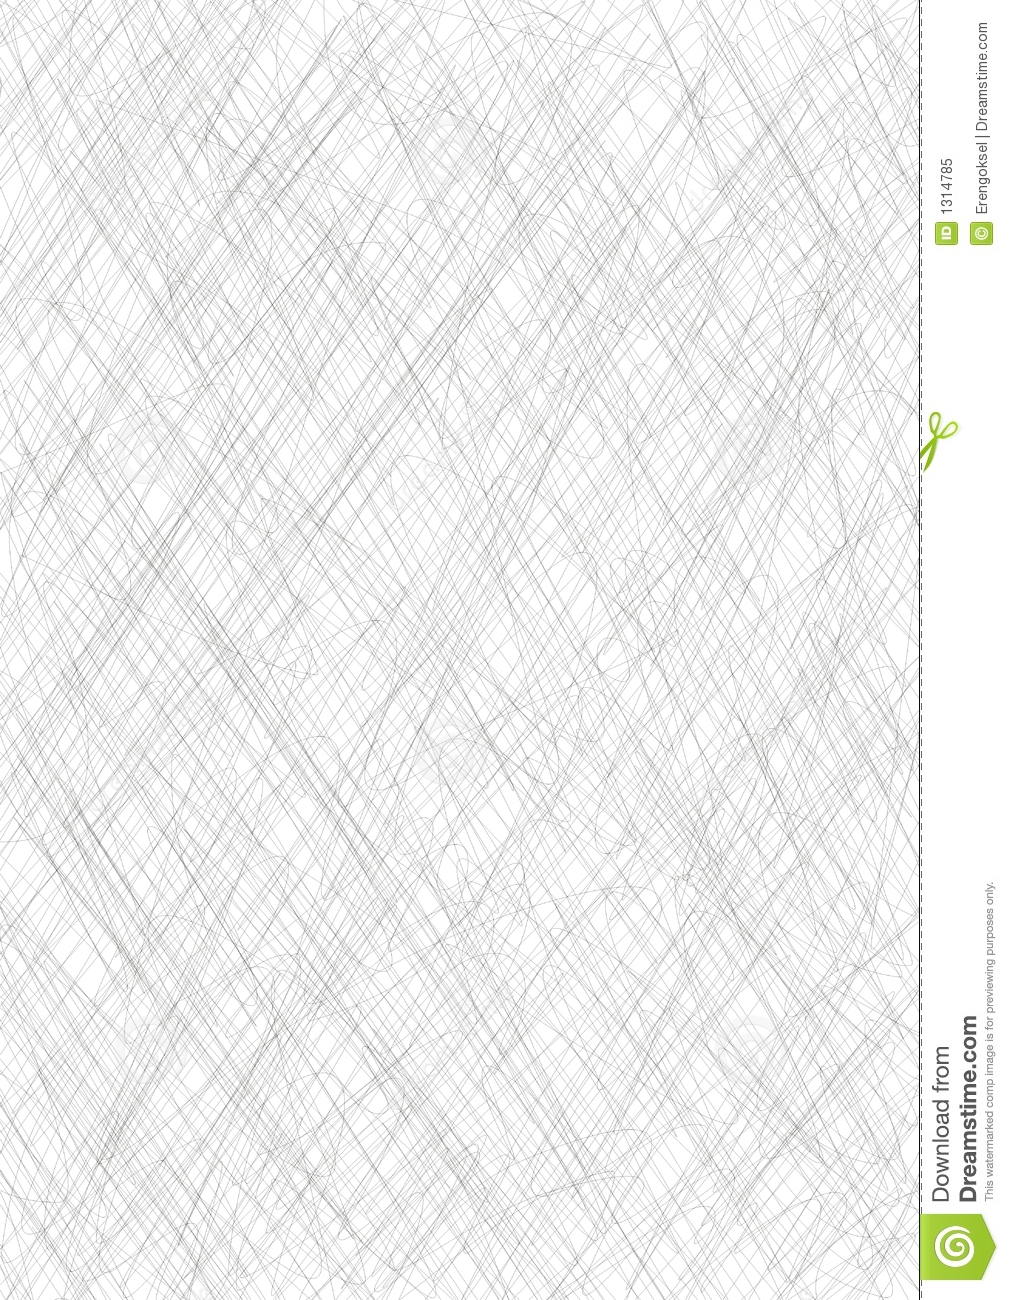 Download from
Dreamstime.com
This watermarked comp image is for previewing purposes only.
ID 1314785
© Erengoksel | Dreamstime.com